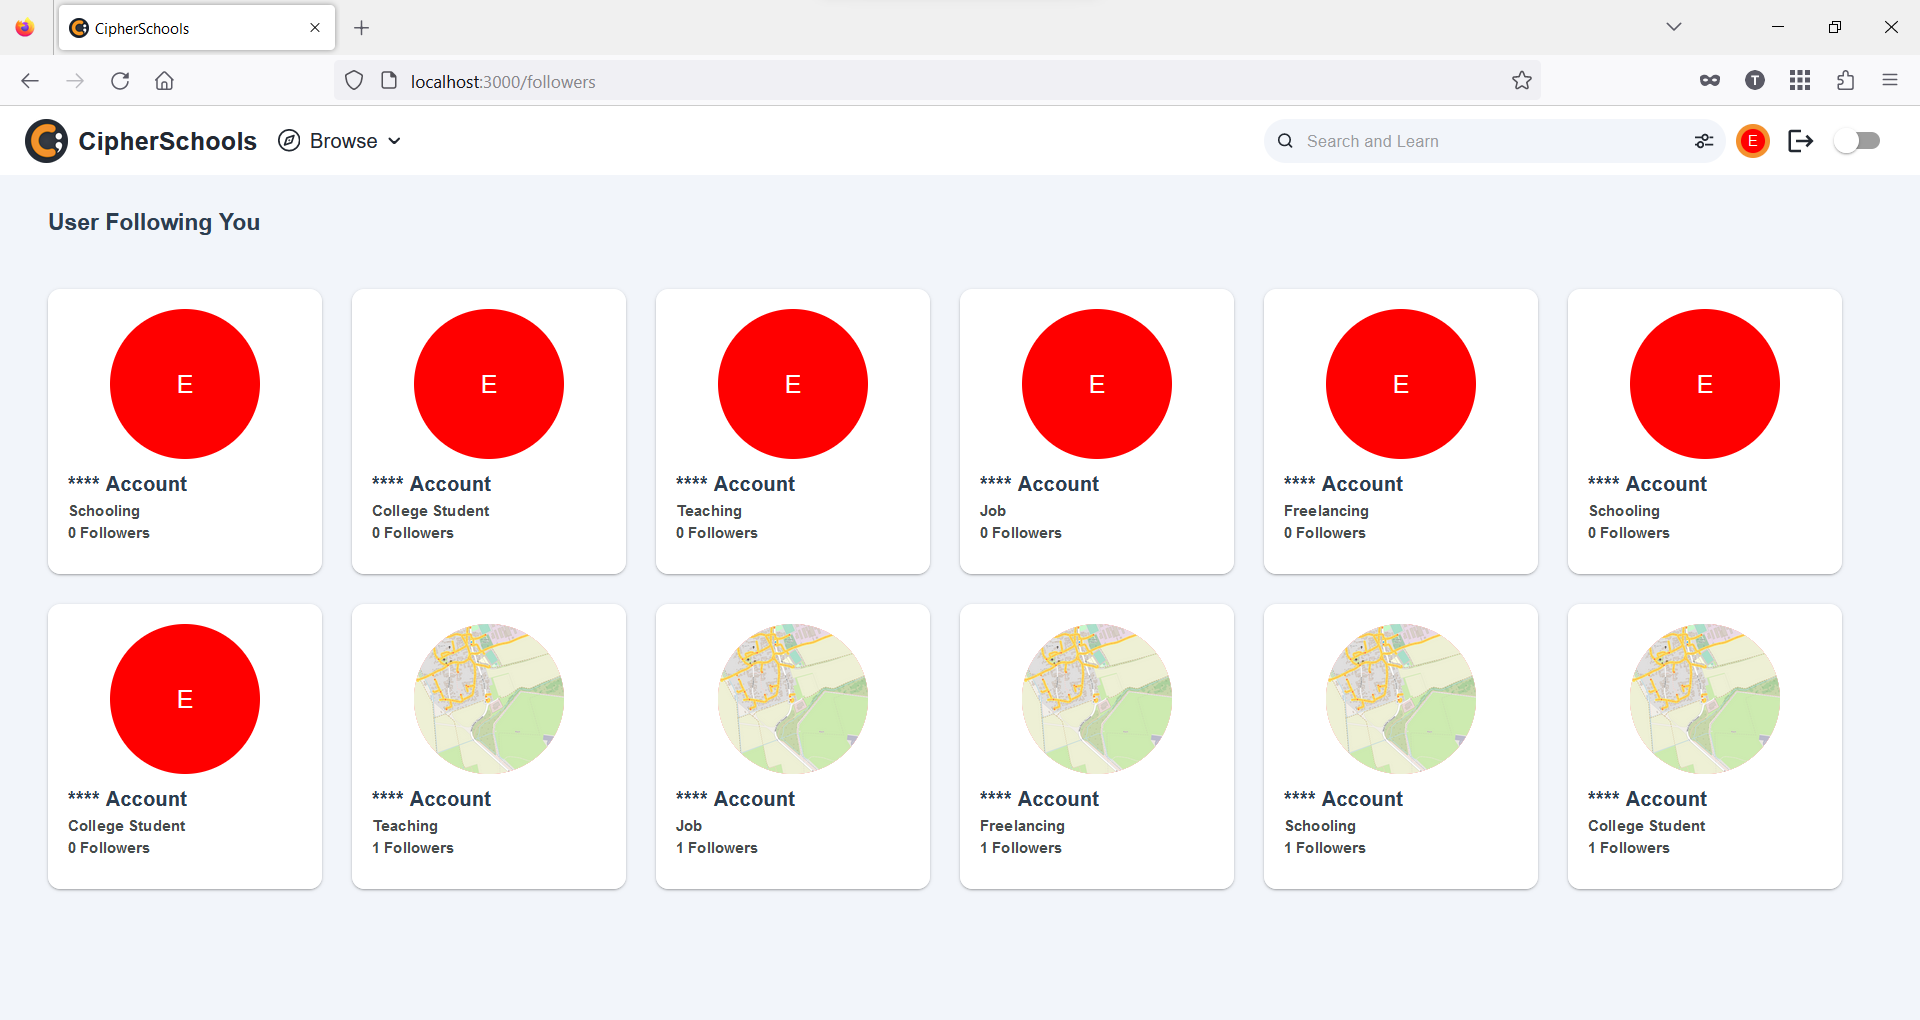 CipherSchools
localhost:3000/followers
T
CipherSchools
Browse
Search and Learn
E
User Following You
E
**** Account
Schooling
0 Followers
E
**** Account
College Student
0 Followers
E
**** Account
Teaching
0 Followers
E
**** Account
Job
0 Followers
E
**** Account
Freelancing
0 Followers
E
**** Account
Schooling
0 Followers
E
**** Account
College Student
0 Followers
**** Account
Teaching
1 Followers
**** Account
Job
1 Followers
**** Account
Freelancing
1 Followers
**** Account
Schooling
1 Followers
**** Account
College Student
1 Followers